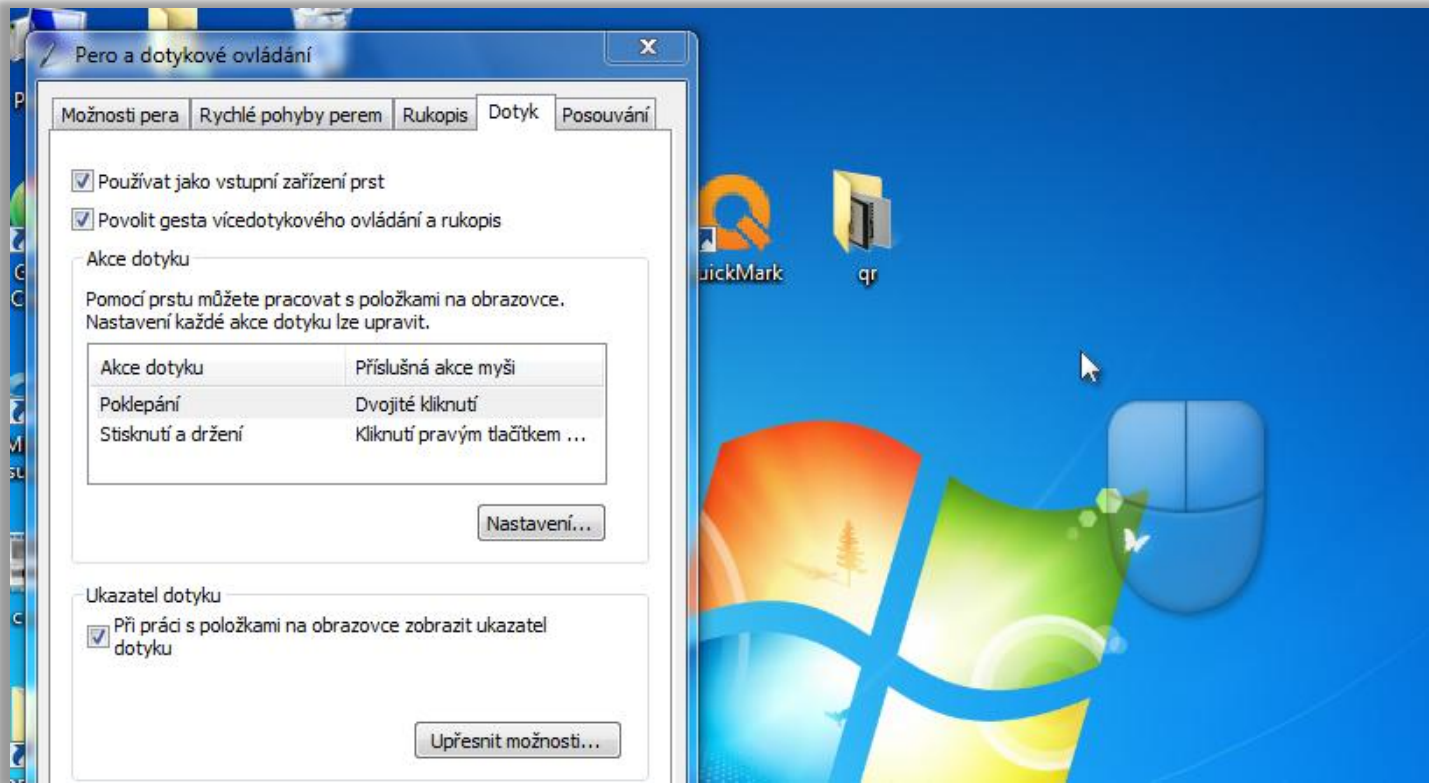 Pero a dotykové ovládání
Možnosti pera Rychlé pohyby perem Rukopis Dotyk Posouvání
Používat jako vstupní zařízení prst
Povolit gesta vícedotykového ovládání a rukopis
Akce dotyku
Pomocí prstu můžete pracovat s položkami na obrazovce.
Nastavení každé akce dotyku lze upravit.
Akce dotyku Příslušná akce myši
Poklepání Dvojité kliknutí
Stisknutí a držení Kliknutí pravým tlačítkem ...
Nastavení...
Ukazatel dotyku
Při práci s položkami na obrazovce zobrazit ukazatel
dotyku
Upřesnit možnosti...
uickMark
qr